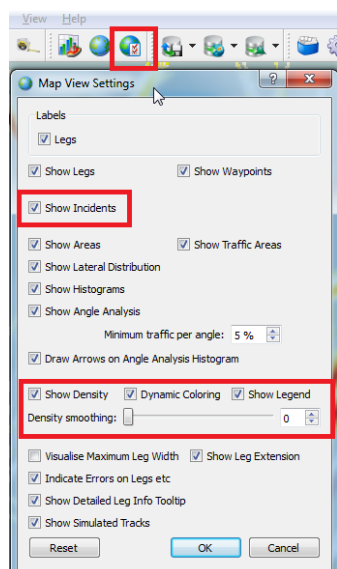 View Help
Map View Settings
Labels
Legs
Show Legs Show Waypoints
Show Incidents
Show Areas Show Traffic Areas
Show Lateral Distribution
Show Histograms
Show Angle Analysis
Minimum traffic per angle: 5 %
Draw Arrows on Angle Analysis Histogram
Show Density Dynamic Coloring Show Legend
Density smoothing: 0
Visualise Maximum Leg Width Show Leg Extension
Indicate Errors on Legs etc
Show Detailed Leg Info Tooltip
Show Simulated Tracks
Reset OK Cancel